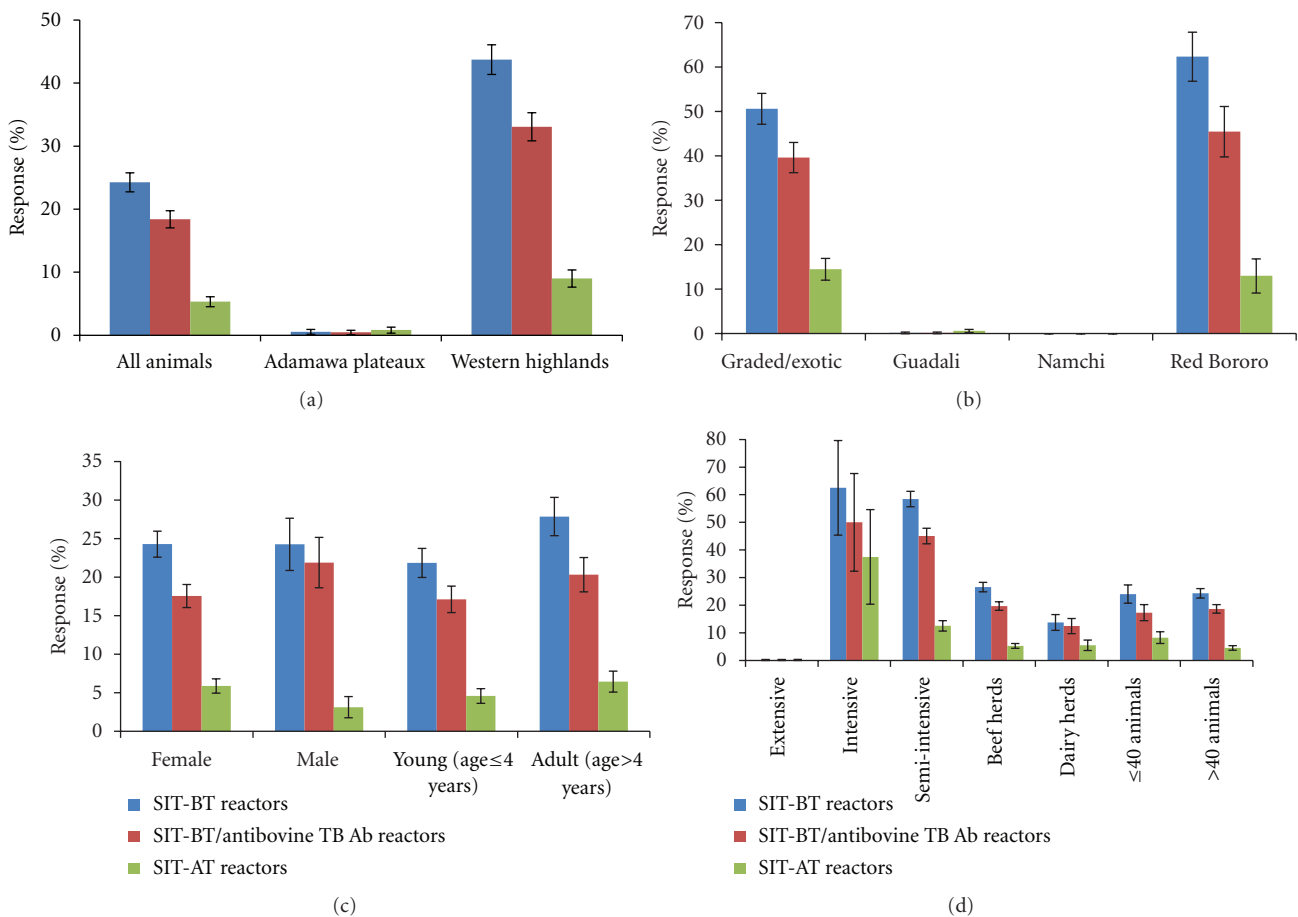 50
40
30
20
10
0
Response (%)
All animals
Adamawa plateaux
Western highlands
(a)
70
60
50
40
30
20
10
0
Response (%)
Graded/exotic
Guadali
Namchi
Red Bororo
(b)
35
30
25
20
15
10
5
0
Response (%)
Female
Male
Young (age≤4
years)
Adult (age>4
years)
SIT-BT reactors
SIT-BT/antibovine TB Ab reactors
SIT-AT reactors
(c)
80
70
60
50
40
30
20
10
0
Response (%)
Extensive
Intensive
Semi-intensive
Beef herds
Dairy herds
≤40 animals
>40 animals
SIT-BT reactors
SIT-BT/antibovine TB Ab reactors
SIT-AT reactors
(d)